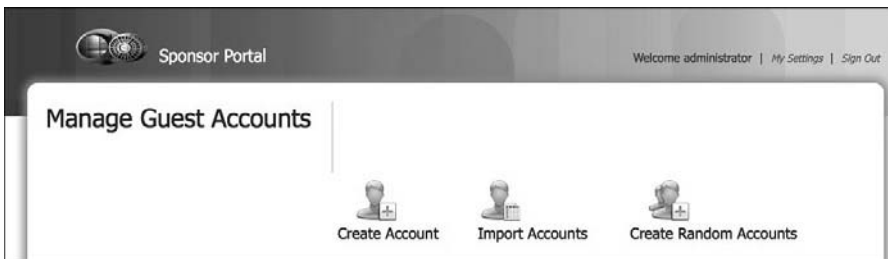 Sponsor Portal
Welcome administrator | My Settings | Sign Out
Manage Guest Accounts
Create Account Import Accounts Create Random Accounts